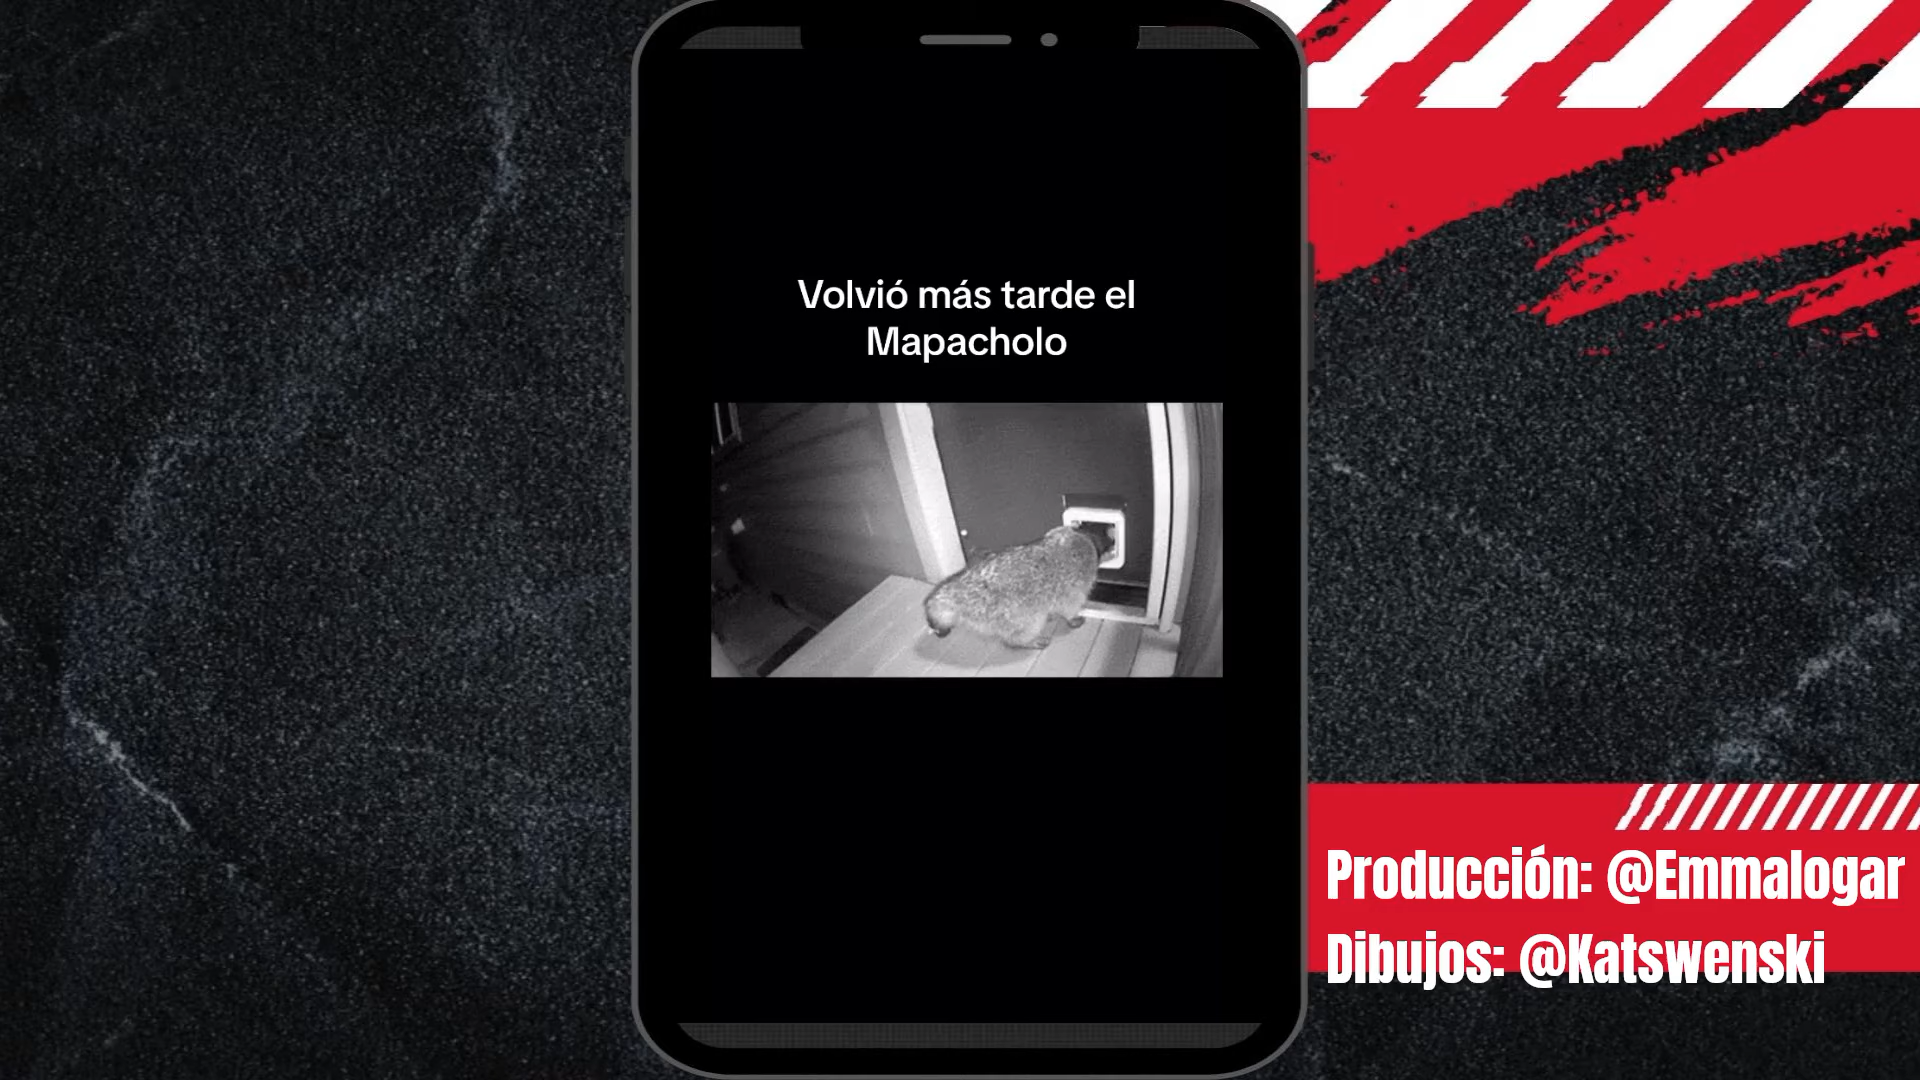 Volvió más tarde el
Mapacholo
Producción: @Emmalogar
Dibujos: @Katswenski